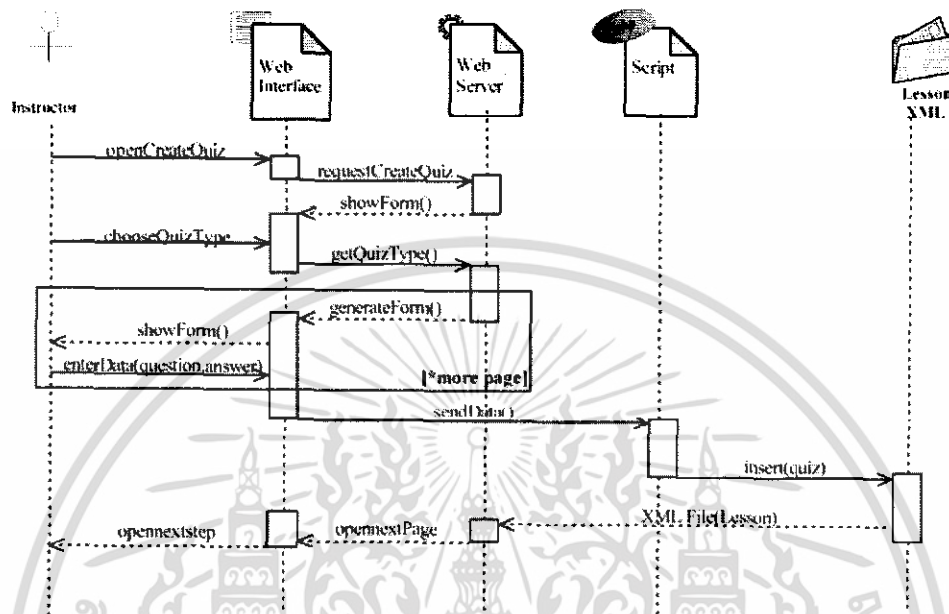 Instructor
Web
Interface
Web
Server
Script
Lesson
XML
openCreateQuiz
requestCreateQuiz
showForm()
chooseQuizType
getQuizType()
generateForm()
showForm()
enterData(question,answer)
[*more page]
sendData()
insert(quiz)
XML File(Lesson)
opennextPage
opennextstep